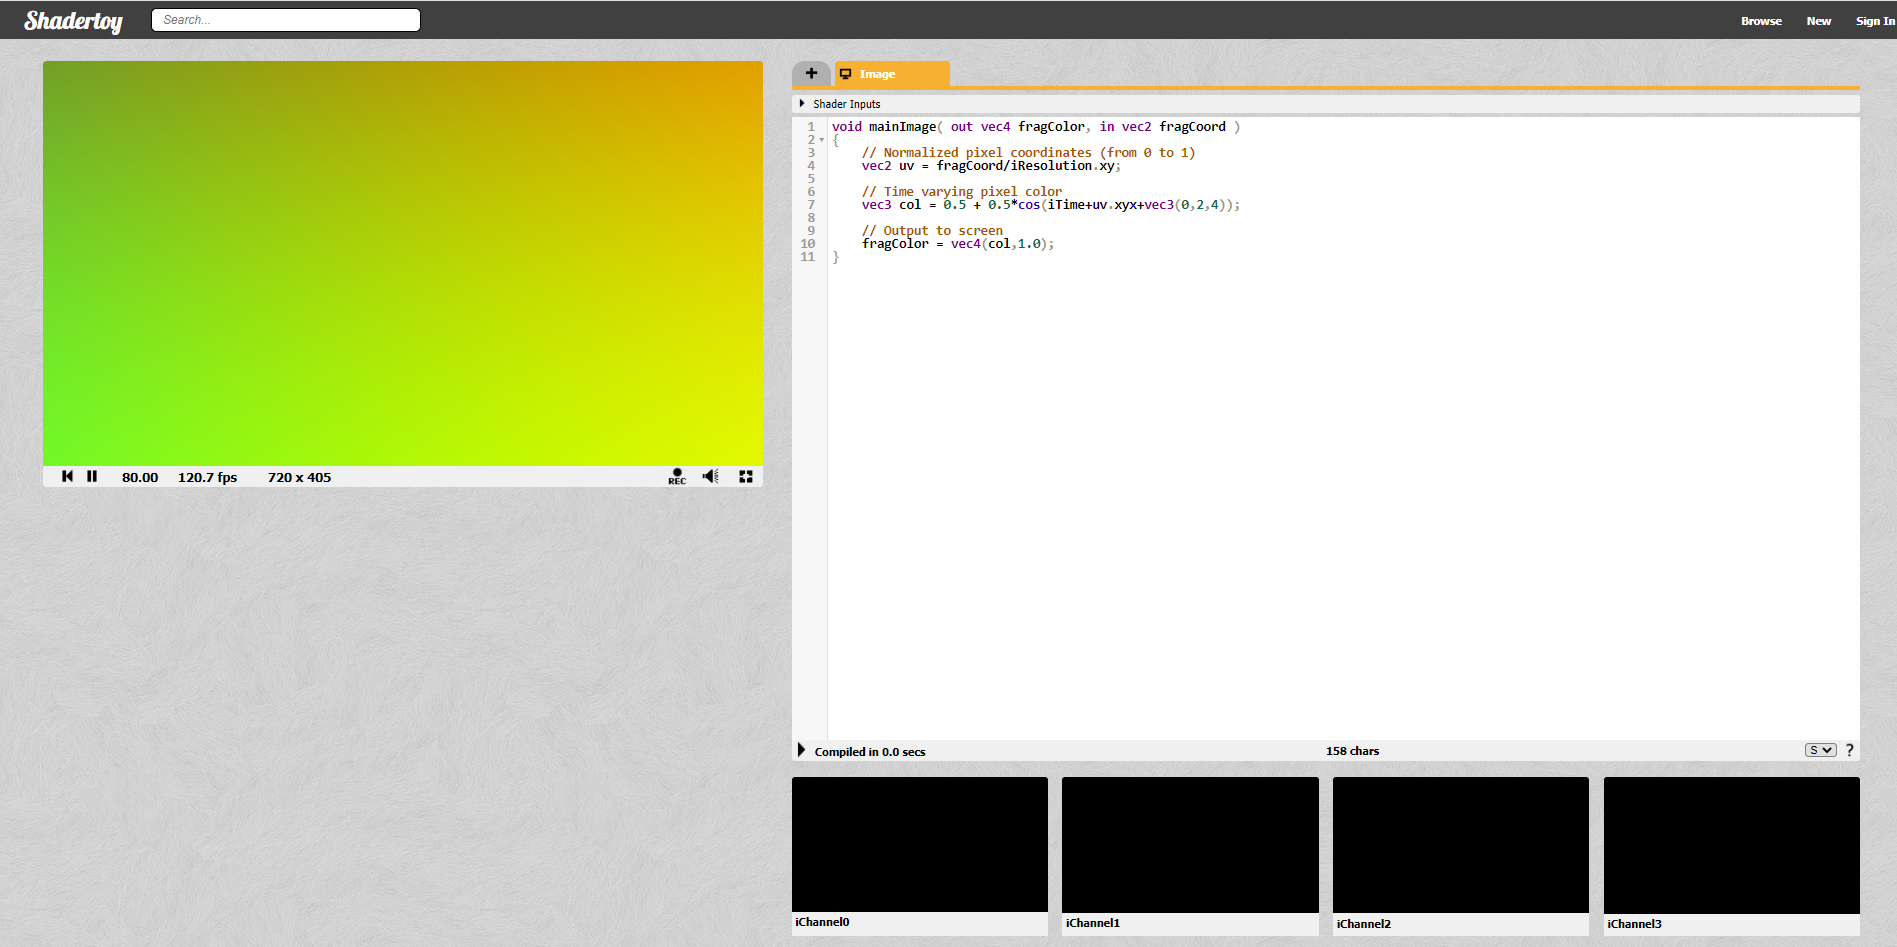 Shadertoy
Search...
Browse New Sign In
+ Image
Shader Inputs
1 void mainImage( out vec4 fragColor, in vec2 fragCoord )
2 {
3     // Normalized pixel coordinates (from 0 to 1)
4     vec2 uv = fragCoord/iResolution.xy;
5
6     // Time varying pixel color
7     vec3 col = 0.5 + 0.5*cos(iTime+uv.xyx+vec3(0,2,4));
8
9     // Output to screen
10     fragColor = vec4(col,1.0);
11 }
80.00 120.7 fps 720 x 405 REC
Compiled in 0.0 secs 158 chars S ?
iChannel0 iChannel1 iChannel2 iChannel3